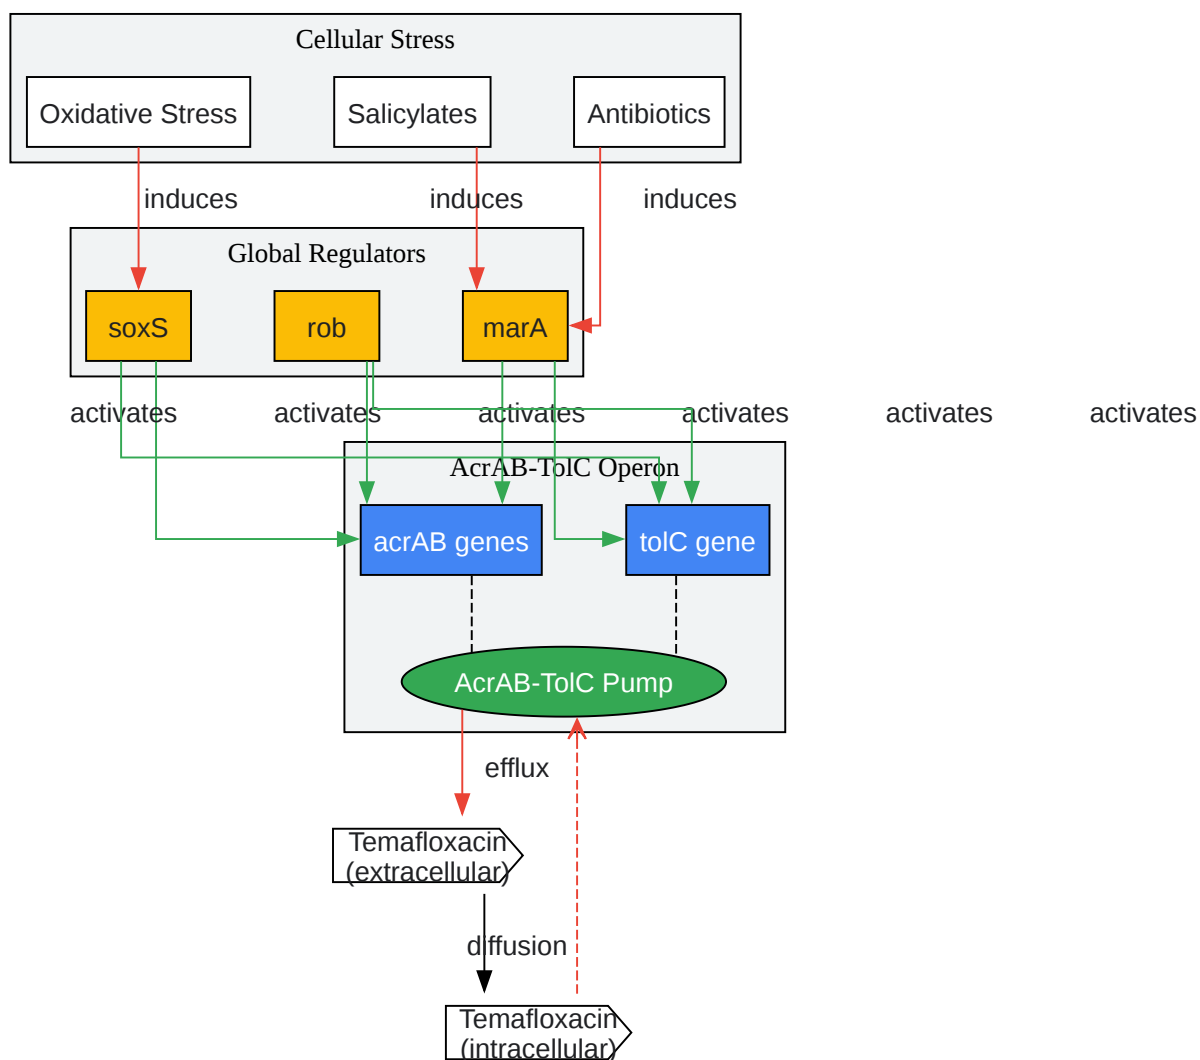 Cellular Stress
Oxidative Stress
Salicylates
Antibiotics
induces
induces
induces
Global Regulators
soxS
rob
marA
activates
activates
activates
activates
activates
activates
AcrAB-TolC Operon
acrAB genes
tolC gene
AcrAB-TolC Pump
efflux
Temafloxacin
(extracellular)
diffusion
Temafloxacin
(intracellular)